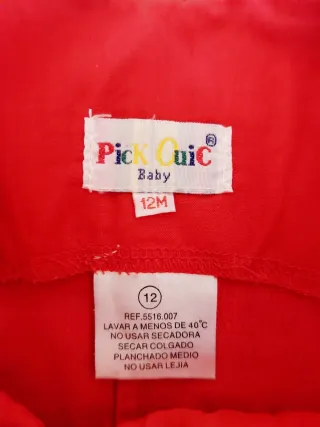 Pick Ouic®
Baby
12M
12
REF.5516.007
LAVAR A MENOS DE 40°C
NO USAR SECADORA
SECAR COLGADO
PLANCHADO MEDIO
NO USAR LEJIA